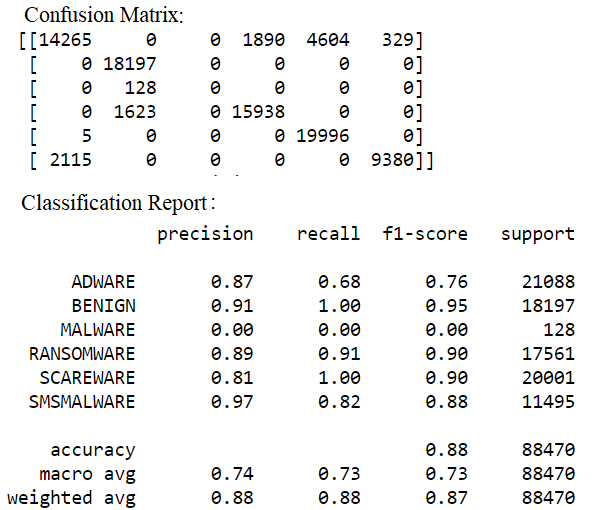 Confusion Matrix:
[[14265 0 0 1890 4604 329]
[ 0 18197 0 0 0 0]
[ 0 128 0 0 0 0]
[ 0 1623 0 15938 0 0]
[ 5 0 0 0 19996 0]
[ 2115 0 0 0 0 9380]]
Classification Report:
precision recall f1-score support
ADWARE 0.87 0.68 0.76 21088
BENIGN 0.91 1.00 0.95 18197
MALWARE 0.00 0.00 0.00 128
RANSOMWARE 0.89 0.91 0.90 17561
SCAREWARE 0.81 1.00 0.90 20001
SMSMALWARE 0.97 0.82 0.88 11495
accuracy 0.88 88470
macro avg 0.74 0.73 0.73 88470
weighted avg 0.88 0.88 0.87 88470